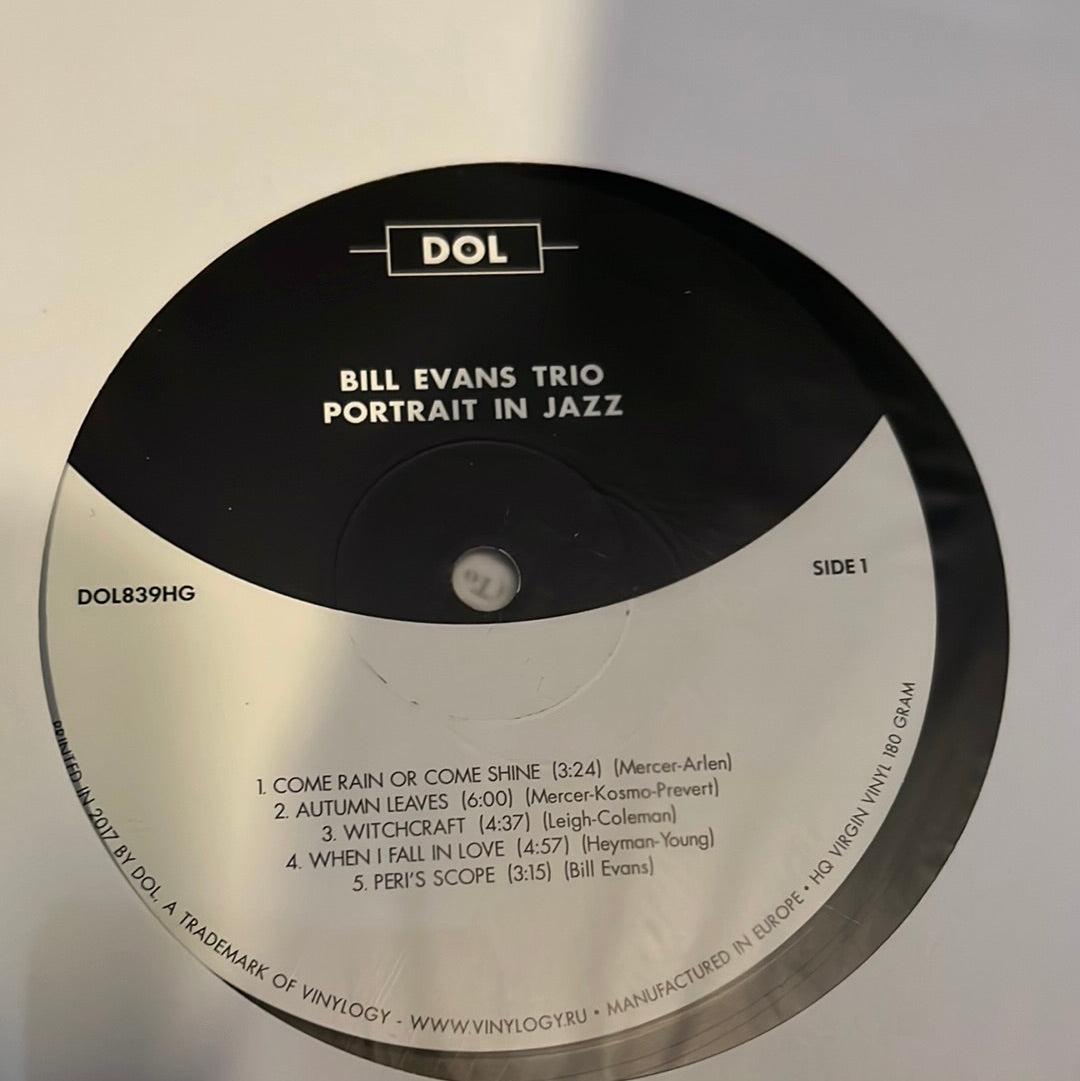 DOL
BILL EVANS TRIO
PORTRAIT IN JAZZ
DOL839HG
SIDE 1
1. COME RAIN OR COME SHINE (3:24) (Mercer-Arlen)
2. AUTUMN LEAVES (6:00) (Mercer-Kosmo-Prevert)
3. WITCHCRAFT (4:37) (Leigh-Coleman)
4. WHEN I FALL IN LOVE (4:57) (Heyman-Young)
5. PERI'S SCOPE (3:15) (Bill Evans)
PRINTED IN 2017 BY DOL, A TRADEMARK OF VINYLOGY - WWW.VINYLOGY.RU • MANUFACTURED IN EUROPE • HQ VIRGIN VINYL 180 GRAM